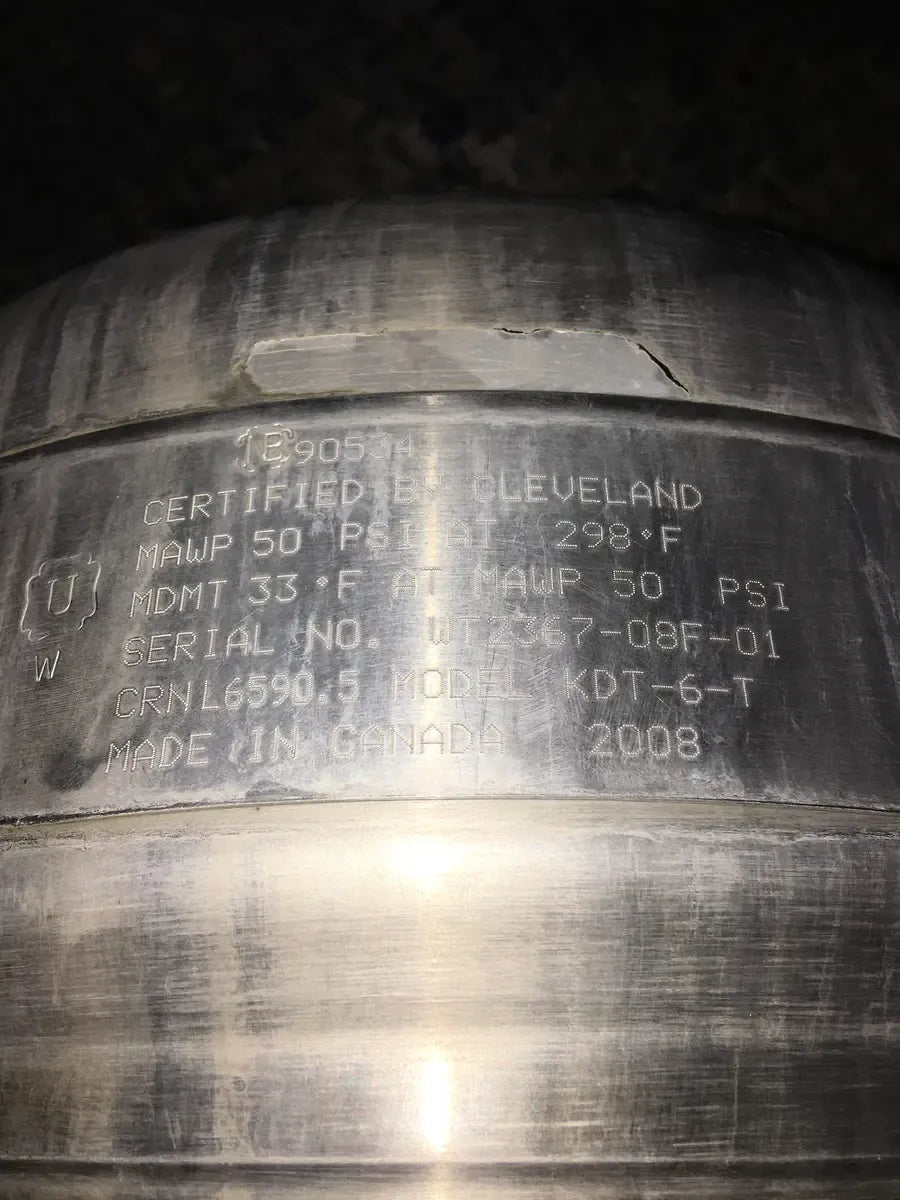 90534
CERTIFIED BY CLEVELAND
MAWP 50 PSI AT 298°F
U
MDMT 33°F AT MAWP 50 PSI
W
SERIAL NO. WT2367-08F-01
CRN L6590.5 MODEL KDT-6-T
MADE IN CANADA 2008